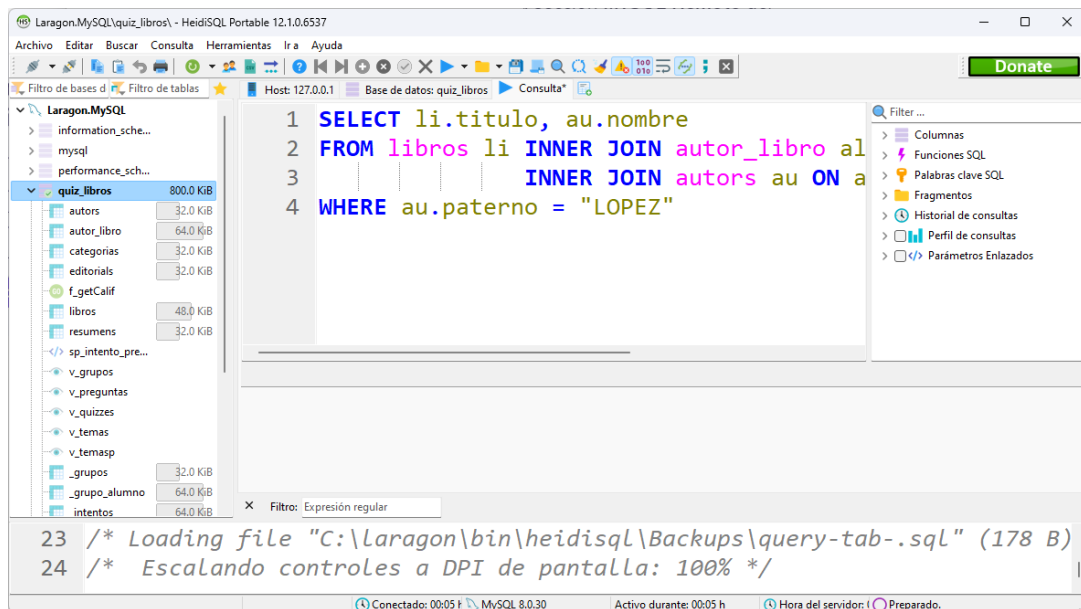 Laragon.MySQL\quiz_libros\ - HeidiSQL Portable 12.1.0.6537
Archivo Editar Buscar Consulta Herramientas Ir a Ayuda
Donate
Filtro de bases d Filtro de tablas Host: 127.0.0.1 Base de datos: quiz_libros Consulta*
Laragon.MySQL
information_sche...
mysql
performance_sch...
quiz_libros 800.0 KiB
autors 32.0 KiB
autor_libro 64.0 KiB
categorias 32.0 KiB
editorials 32.0 KiB
f_getCalif
libros 48.0 KiB
resumens 32.0 KiB
sp_intento_pre...
v_grupos
v_preguntas
v_quizzes
v_temas
v_temasp
_grupos 32.0 KiB
_grupo_alumno 64.0 KiB
_intentos 64.0 KiB
1 SELECT li.titulo, au.nombre
2 FROM libros li INNER JOIN autor_libro al
3 INNER JOIN autors au ON a
4 WHERE au.paterno = "LOPEZ"
Filter ...
Columnas
Funciones SQL
Palabras clave SQL
Fragmentos
Historial de consultas
Perfil de consultas
Parámetros Enlazados
Filtro: Expresión regular
23 /* Loading file "C:\laragon\bin\heidisql\Backups\query-tab-.sql" (178 B)
24 /* Escalando controles a DPI de pantalla: 100% */
Conectado: 00:05 h MySQL 8.0.30 Activo durante: 00:05 h Hora del servidor: Preparado.